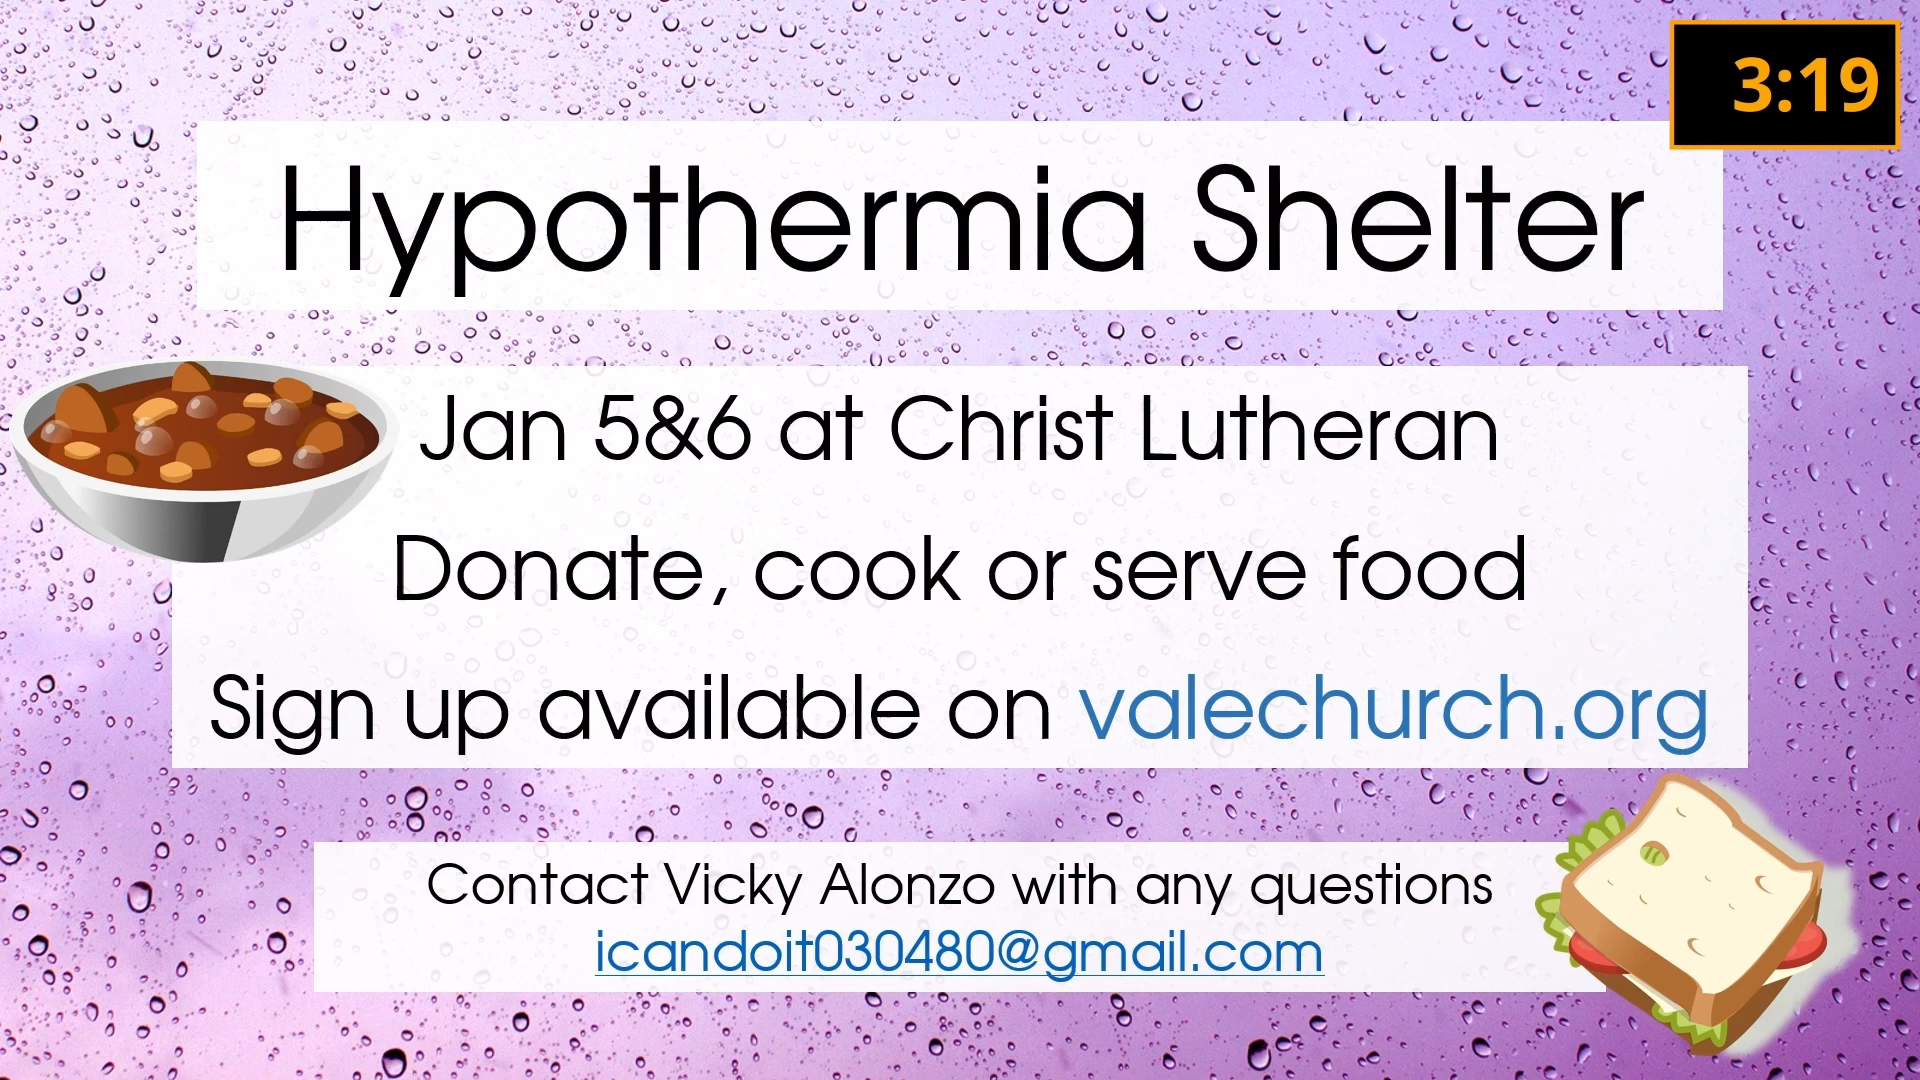 3:19
Hypothermia Shelter
Jan 5&6 at Christ Lutheran
Donate, cook or serve food
Sign up available on valechurch.org
Contact Vicky Alonzo with any questions
icandoit030480@gmail.com